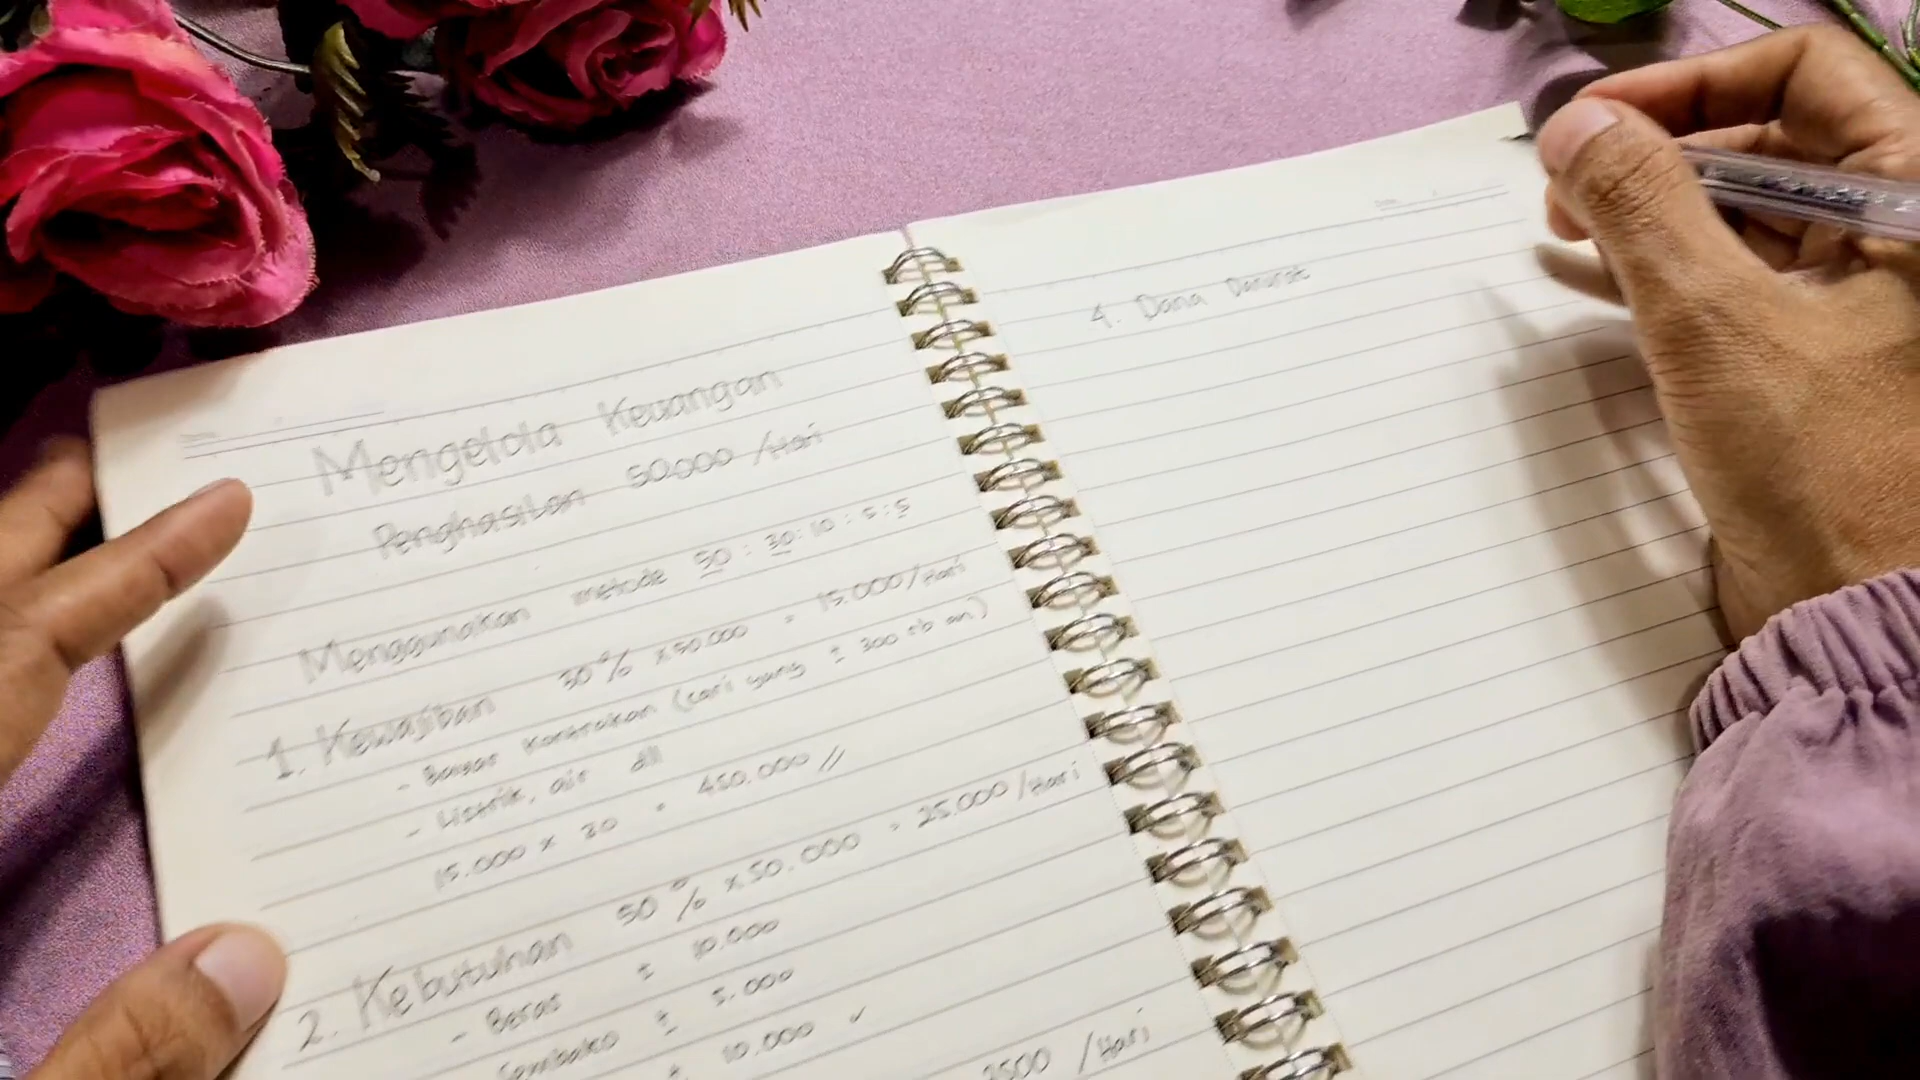 Mengelola Keuangan
Penghasilan 50.000 /Hari
Menggunakan metode 50 : 30 : 10 : 5 : 5
1. Kewajiban 30% x 50.000 = 15.000/Hari
- Bayar Kontrakan (cari yang ± 300 rb an)
- Listrik, air dll
15.000 x 30 = 450.000 //
2. Kebutuhan 50% x 50.000 = 25.000/Hari
- Beras ± 10.000
Sembako ± 5.000
± 10.000
/Hari
4. Dana Darurat